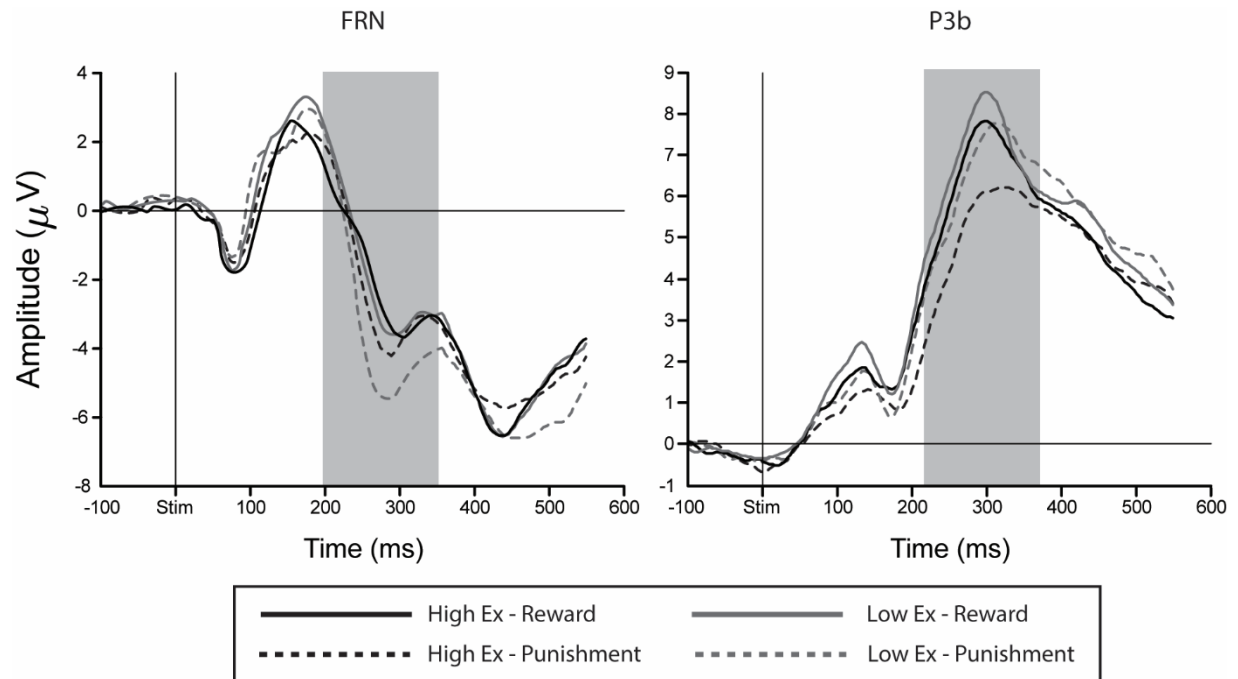 FRN
P3b
Amplitude (μV)
4
2
0
-2
-4
-6
-8
-100 Stim 100 200 300 400 500 600
Time (ms)
9
8
7
6
5
4
3
2
1
0
-1
-100 Stim 100 200 300 400 500 600
Time (ms)
High Ex - Reward Low Ex - Reward
High Ex - Punishment Low Ex - Punishment